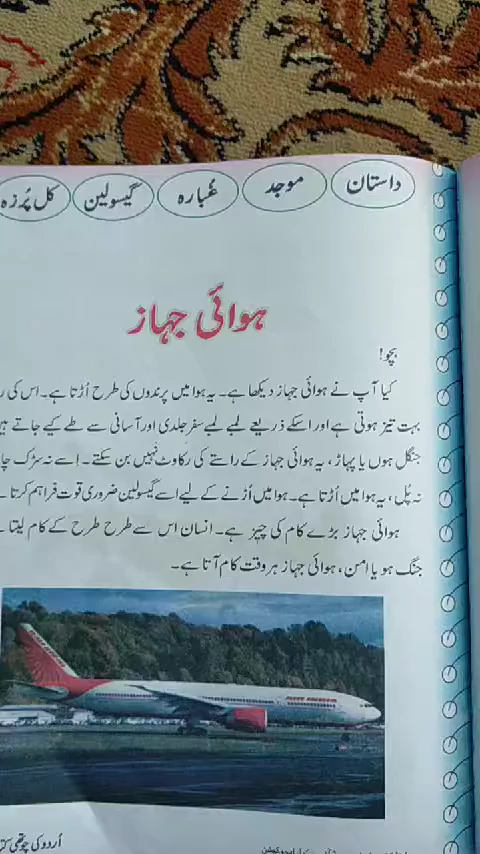 داستان موجد غُبارہ گیسولین کل پُرزہ
ہوائی جہاز
بچو!
کیا آپ نے ہوائی جہاز دیکھا ہے۔ یہ ہوا میں پرندوں کی طرح اُڑتا ہے۔ اس کی
بہت تیز ہوتی ہے اور اسکے ذریعے لمبے لمبے سفر جلدی اور آسانی سے طے کیے جاتے
جنگل ہوں یا پہاڑ، یہ ہوائی جہاز کے راستے کی رکاوٹ نہیں بن سکتے۔ اسے نہ سڑک
نہ پُل، یہ ہوا میں اُڑتا ہے۔ ہوا میں اُڑنے کے لیے اسے گیسولین ضروری قوت فراہم کرتا
ہوائی جہاز بڑے کام کی چیز ہے۔ انسان اس سے طرح طرح کے کام لیتا
جنگ ہو یا امن، ہوائی جہاز ہر وقت کام آتا ہے۔
اُردو کی چوتھی